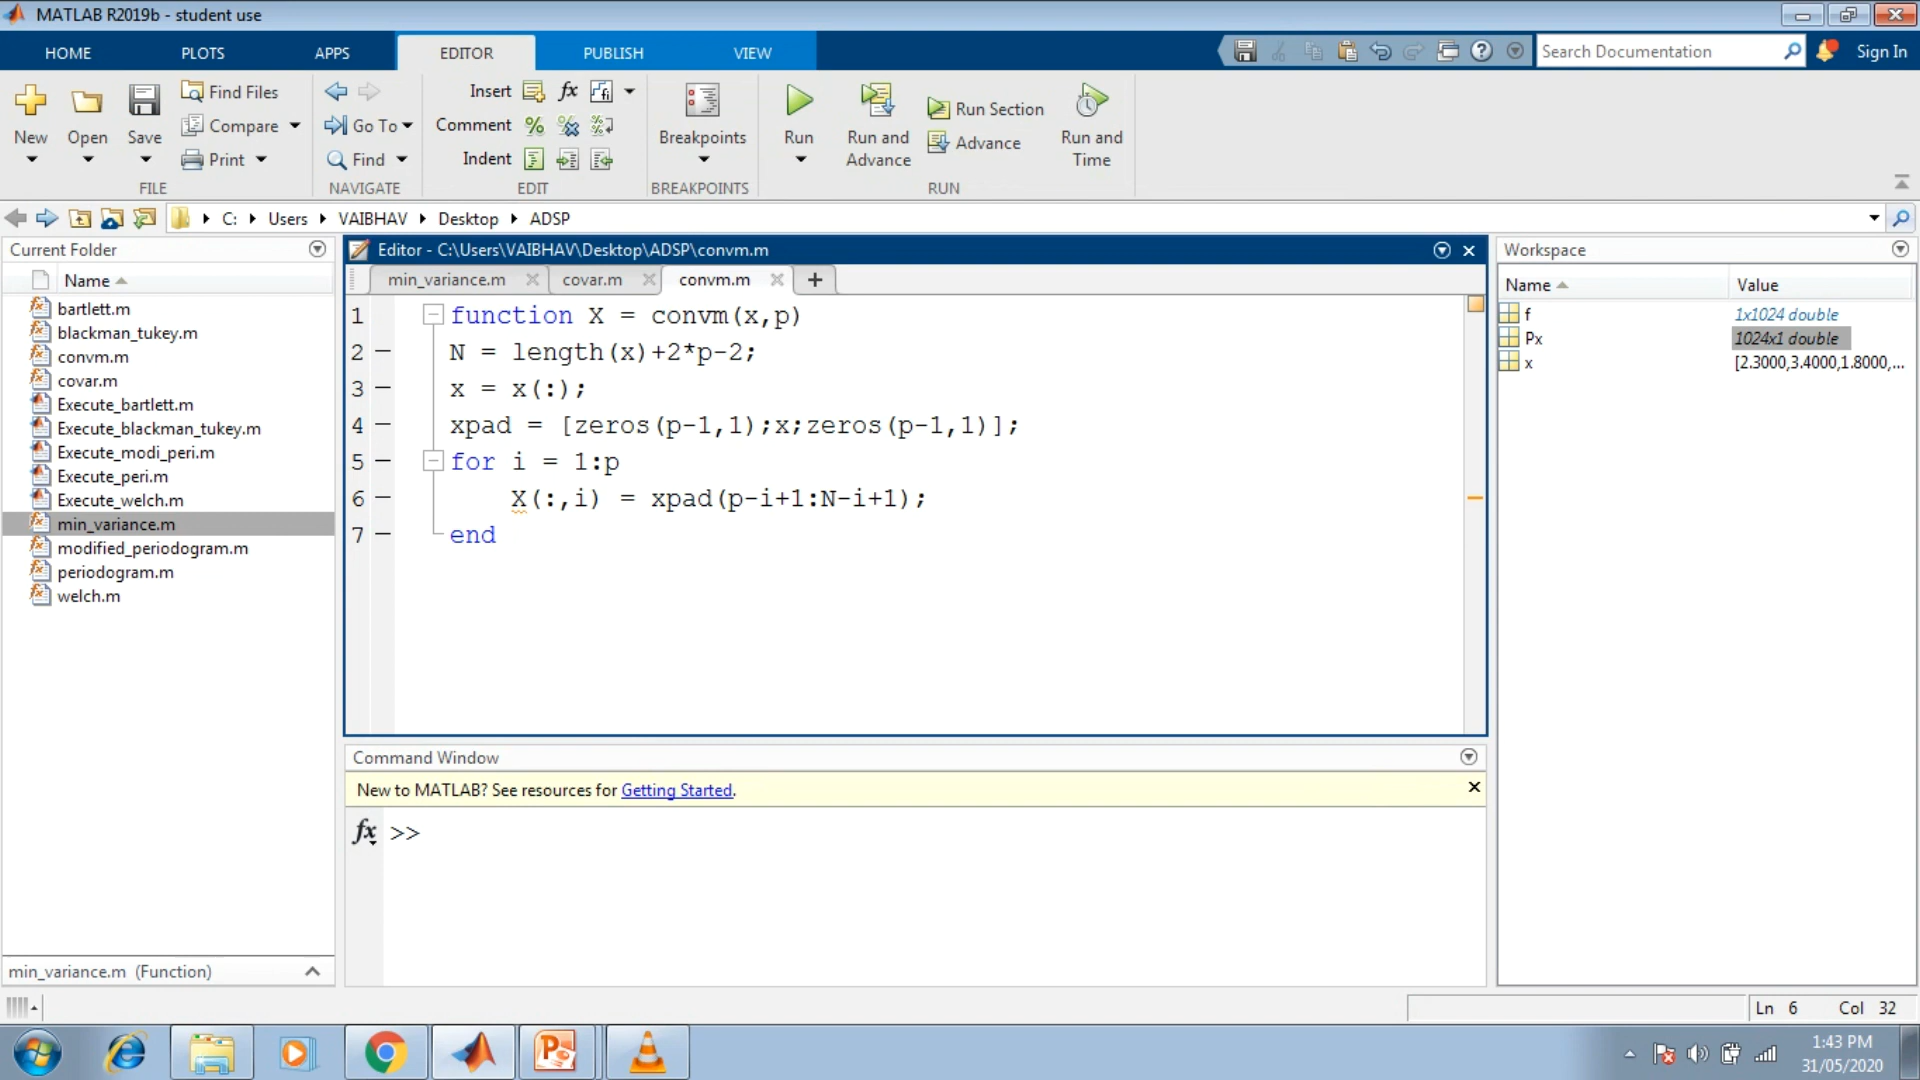 MATLAB R2019b - student use
HOME PLOTS APPS EDITOR PUBLISH VIEW Search Documentation Sign In
New Open Save Find Files Compare Print
Go To Find
Insert fx
Comment
Indent
Breakpoints Run Run and Advance Run Section Advance Run and Time
FILE NAVIGATE EDIT BREAKPOINTS RUN
C: Users VAIBHAV Desktop ADSP
Current Folder
Name
bartlett.m
blackman_tukey.m
convm.m
covar.m
Execute_bartlett.m
Execute_blackman_tukey.m
Execute_modi_peri.m
Execute_peri.m
Execute_welch.m
min_variance.m
modified_periodogram.m
periodogram.m
welch.m
min_variance.m (Function)
Editor - C:\Users\VAIBHAV\Desktop\ADSP\convm.m
min_variance.m covar.m convm.m +
1 function X = convm(x,p)
2 – N = length(x)+2*p-2;
3 – x = x(:);
4 – xpad = [zeros(p-1,1);x;zeros(p-1,1)];
5 – for i = 1:p
6 – X(:,i) = xpad(p-i+1:N-i+1);
7 – end
Command Window
New to MATLAB? See resources for Getting Started.
fx >>
Workspace
Name Value
f 1x1024 double
Px 1024x1 double
x [2.3000,3.4000,1.8000,...
Ln 6 Col 32
1:43 PM
31/05/2020